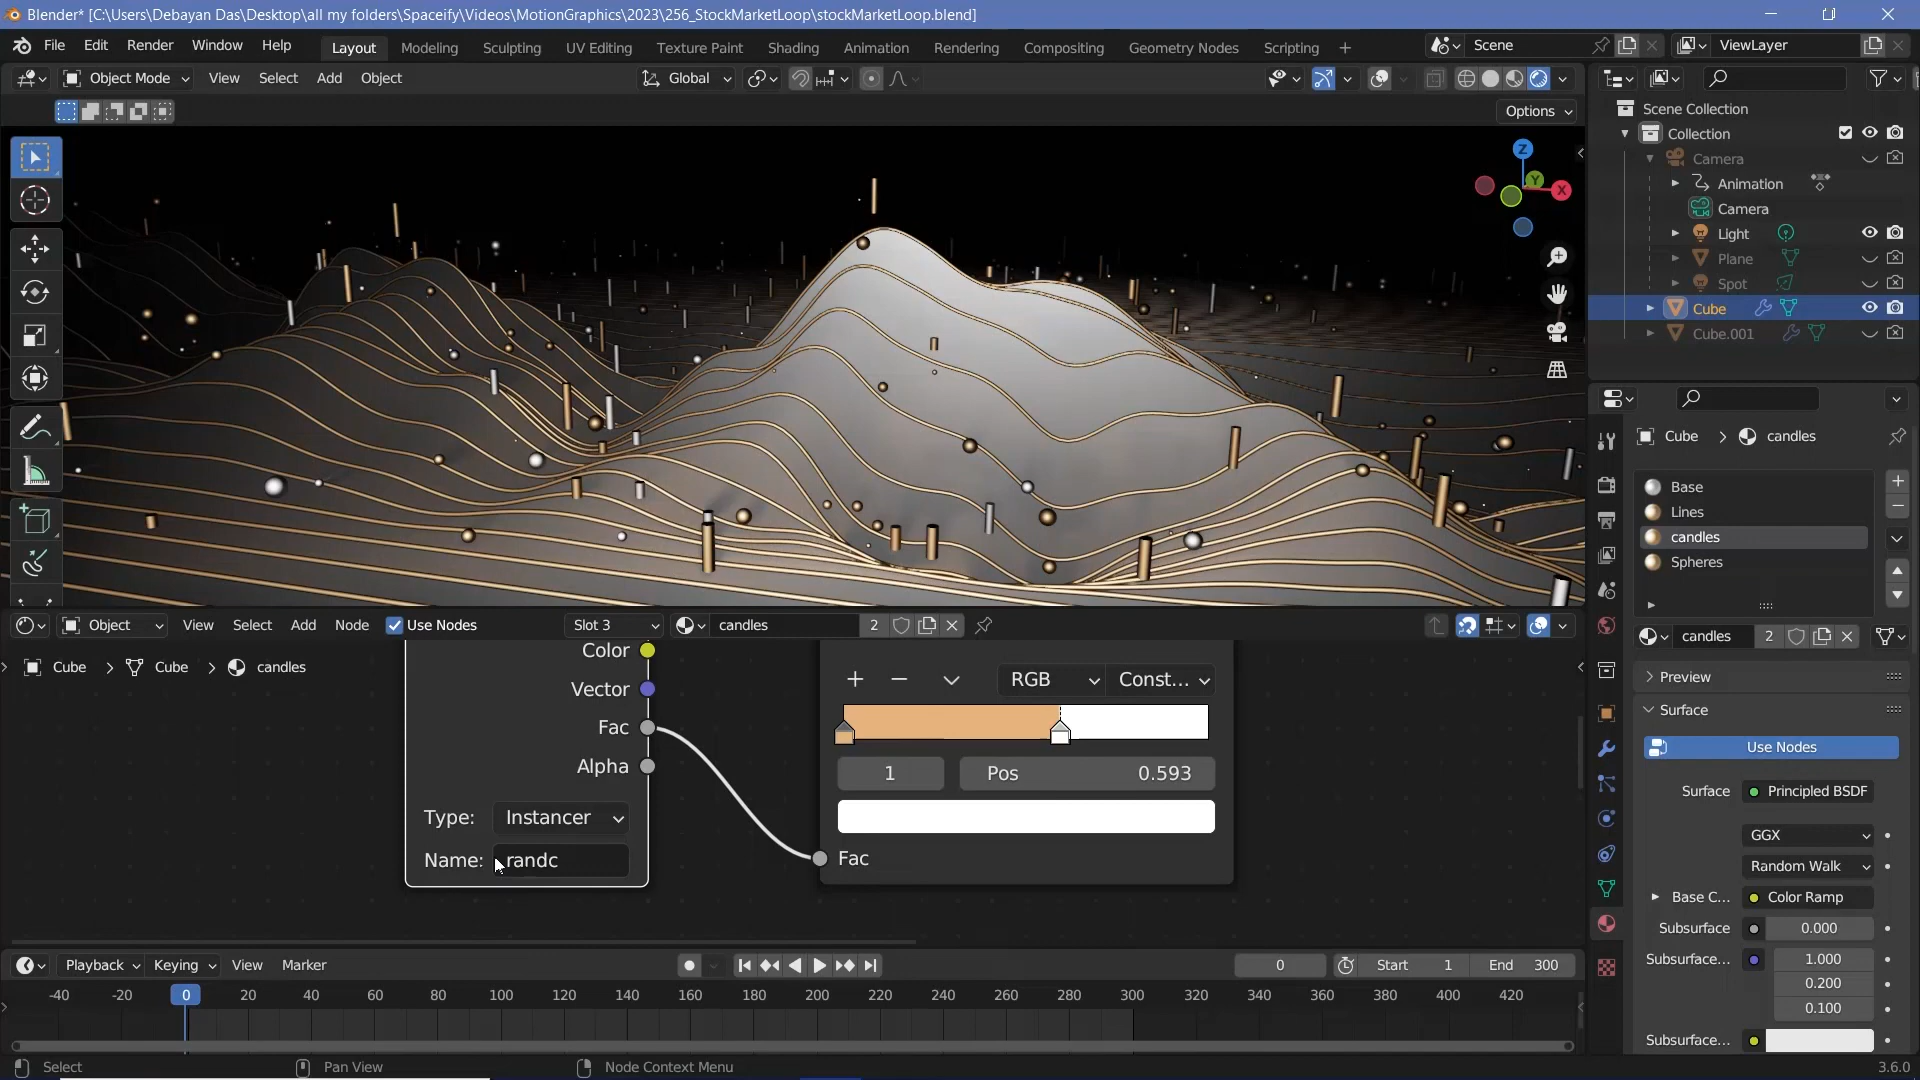 Blender* [C:\Users\Debayan Das\Desktop\all my folders\Spaceify\Videos\MotionGraphics\2023\256_StockMarketLoop\stockMarketLoop.blend]
File Edit Render Window Help Layout Modeling Sculpting UV Editing Texture Paint Shading Animation Rendering Compositing Geometry Nodes Scripting + Scene ViewLayer
Object Mode View Select Add Object Global
Options
Scene Collection
Collection
Camera
Animation
Camera
Light
Plane
Spot
Cube
Cube.001
Z
Y
X
Cube > candles
Base
Lines
candles
Spheres
candles 2
Preview
Surface
Use Nodes
Surface Principled BSDF
GGX
Random Walk
Base C... Color Ramp
Subsurface 0.000
Subsurface... 1.000
0.200
0.100
Subsurface...
Object View Select Add Node Use Nodes Slot 3 candles 2
Cube > Cube > candles
Color
Vector
Fac
Alpha
Type: Instancer
Name: randc
RGB Const...
1 Pos 0.593
Fac
Playback Keying View Marker 0 Start 1 End 300
-40 -20 0 20 40 60 80 100 120 140 160 180 200 220 240 260 280 300 320 340 360 380 400 420
Select Pan View Node Context Menu 3.6.0